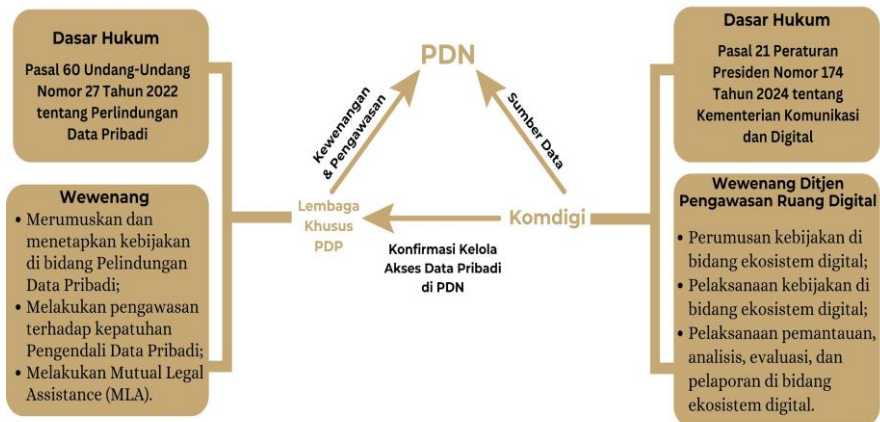 Dasar Hukum
Pasal 60 Undang-Undang
Nomor 27 Tahun 2022
tentang Perlindungan
Data Pribadi
Wewenang
• Merumuskan dan
menetapkan kebijakan
di bidang Pelindungan
Data Pribadi;
• Melakukan pengawasan
terhadap kepatuhan
Pengendali Data Pribadi;
• Melakukan Mutual Legal
Assistance (MLA).
PDN
Kewenangan
& Pengawasan
Sumber Data
Lembaga
Khusus
PDP
Komdigi
Konfirmasi Kelola
Akses Data Pribadi
di PDN
Dasar Hukum
Pasal 21 Peraturan
Presiden Nomor 174
Tahun 2024 tentang
Kementerian Komunikasi
dan Digital
Wewenang Ditjen
Pengawasan Ruang Digital
• Perumusan kebijakan di
bidang ekosistem digital;
• Pelaksanaan kebijakan di
bidang ekosistem digital;
• Pelaksanaan pemantauan,
analisis, evaluasi, dan
pelaporan di bidang
ekosistem digital.